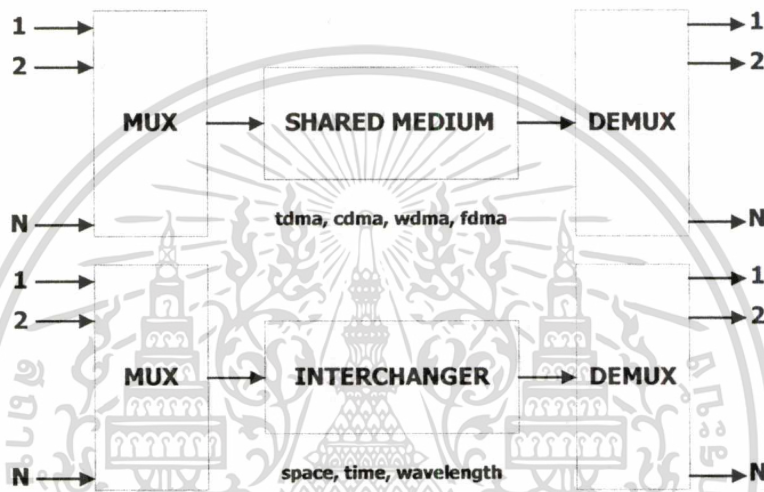 1 1
2 2
MUX SHARED MEDIUM DEMUX
tdma, cdma, wdma, fdma
N N
1 1
2 2
MUX INTERCHANGER DEMUX
space, time, wavelength
N N